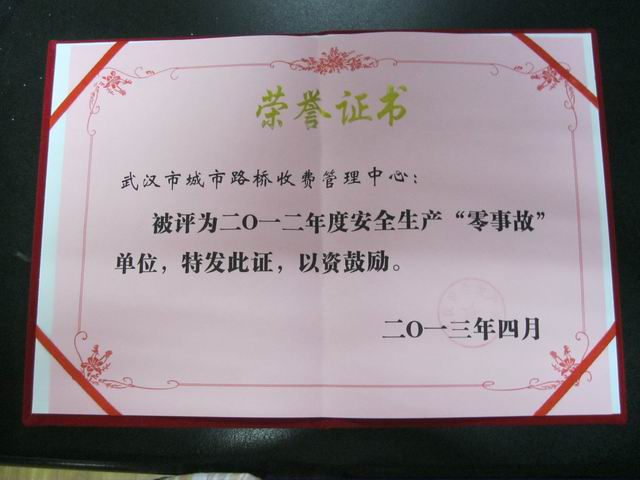 荣誉证书
武汉市城市路桥收费管理中心：
被评为二O一二年度安全生产“零事故”
单位，特发此证，以资鼓励。
二O一三年四月